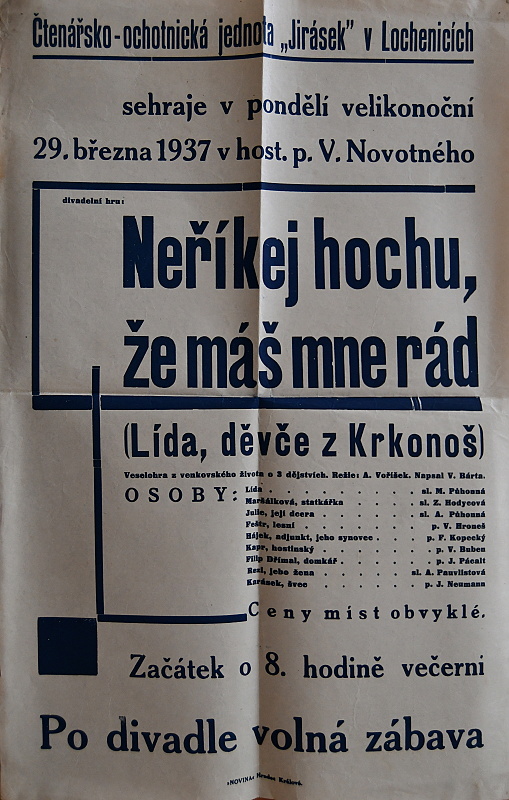 Čtenářsko-ochotnická jednota „Jirásek” v Lochenicích
sehraje v pondělí velikonoční
29. března 1937 v host. p. V. Novotného
divadelní hru:
Neříkej hochu,
že máš mne rád
(Lída, děvče z Krkonoš)
Veselohra z venkovského života o 3 dějstvích. Režie: A. Voříšek. Napsal V. Bárta.
OSOBY:
Lída . . . . . . . . . sl. M. Půhonná
Maršálková, statkářka . . . . . sl. Z. Hodycová
Julie, její dcera . . . . . . sl. A. Půhonná
lesní . . . . . . . p. V. Hroneš
Hájek, adjunkt, jeho synovec . . . p. F. Kopecký
Kapr, hostinský . . . . . . p. V. Buben
Filip Dřímal, domkář . . . . . p. J. Pácalt
Rezi, jeho žena . . . . . . sl. A. Pauvlistová
Karásek, švec . . . . . . p. J. Neumann
Ceny míst obvyklé.
Začátek o 8. hodině večerní
Po divadle volná zábava
»NOVINA« Hradec Králové.